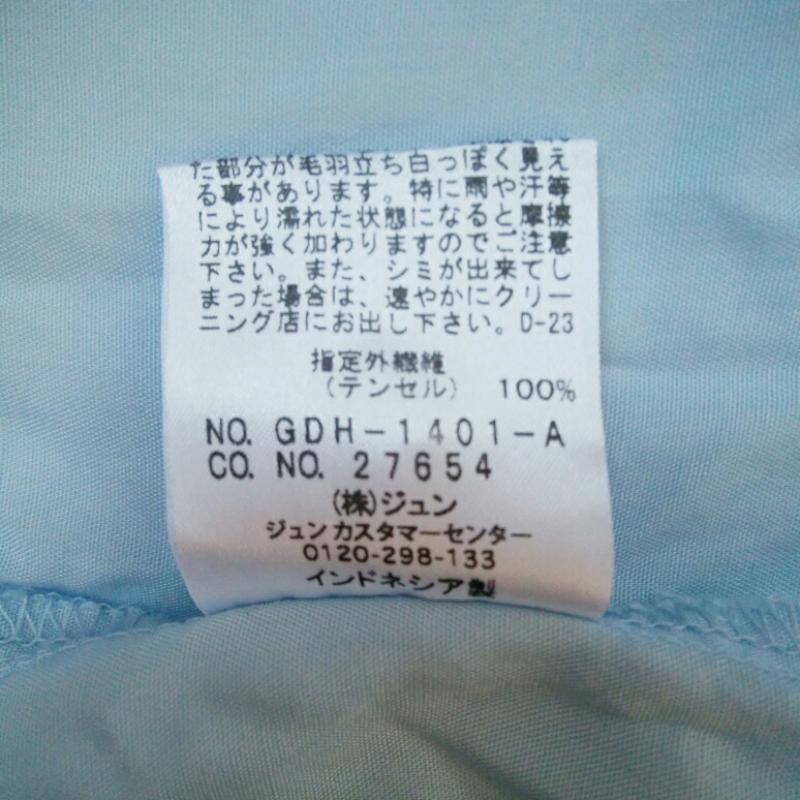 た部分が毛羽立ち白っぽく見え
る事があります。特に雨や汗等
により濡れた状態になると摩擦
力が強く加わりますのでご注意
下さい。また、シミが出来てし
まった場合は、速やかにクリー
ニング店にお出し下さい。D-23
指定外繊維
(テンセル) 100%
NO. GDH-1401-A
CO. NO. 27654
(株)ジュン
ジュンカスタマーセンター
0120-298-133
インドネシア製